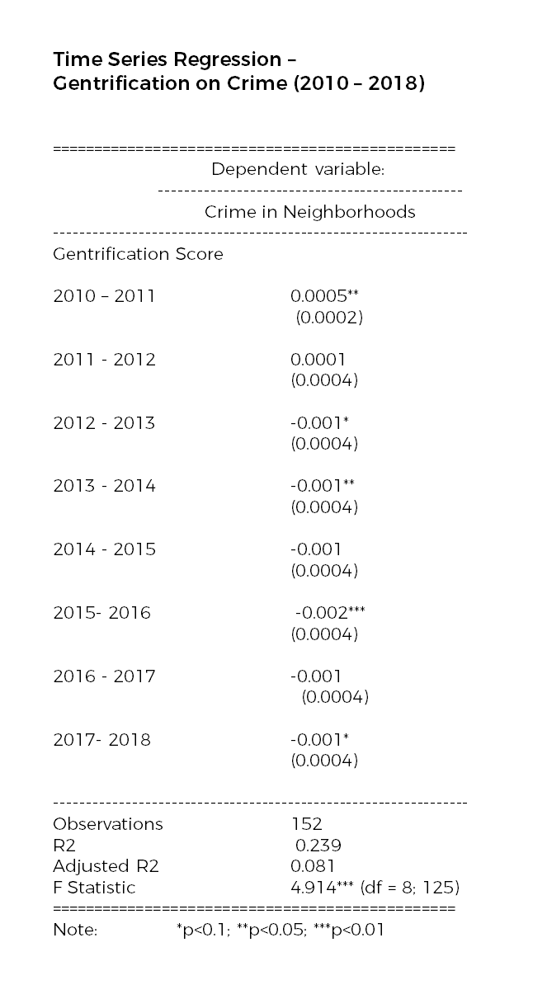 Time Series Regression –
Gentrification on Crime (2010 – 2018)
=================================================
Dependent variable:
----------------------------------------------
Crime in Neighborhoods
---------------------------------------------------------------
Gentrification Score
2010 – 2011 0.0005**
(0.0002)
2011 - 2012 0.0001
(0.0004)
2012 - 2013 -0.001*
(0.0004)
2013 - 2014 -0.001**
(0.0004)
2014 - 2015 -0.001
(0.0004)
2015- 2016 -0.002***
(0.0004)
2016 - 2017 -0.001
(0.0004)
2017- 2018 -0.001*
(0.0004)
---------------------------------------------------------------
Observations 152
R2 0.239
Adjusted R2 0.081
F Statistic 4.914*** (df = 8; 125)
=================================================
Note: *p<0.1; **p<0.05; ***p<0.01